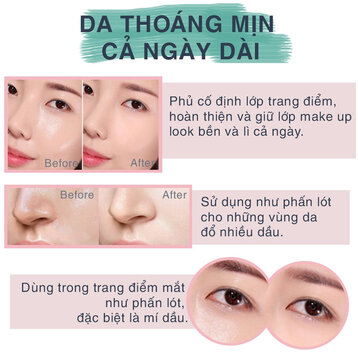 DA THOÁNG MỊN
CẢ NGÀY DÀI
Before
After
Phủ cố định lớp trang điểm,
hoàn thiện và giữ lớp make up
look bền và lì cả ngày.
Before
After
Sử dụng như phấn lót
cho những vùng da
đổ nhiều dầu.
Dùng trong trang điểm mắt
như phấn lót,
đặc biệt là mí dầu.